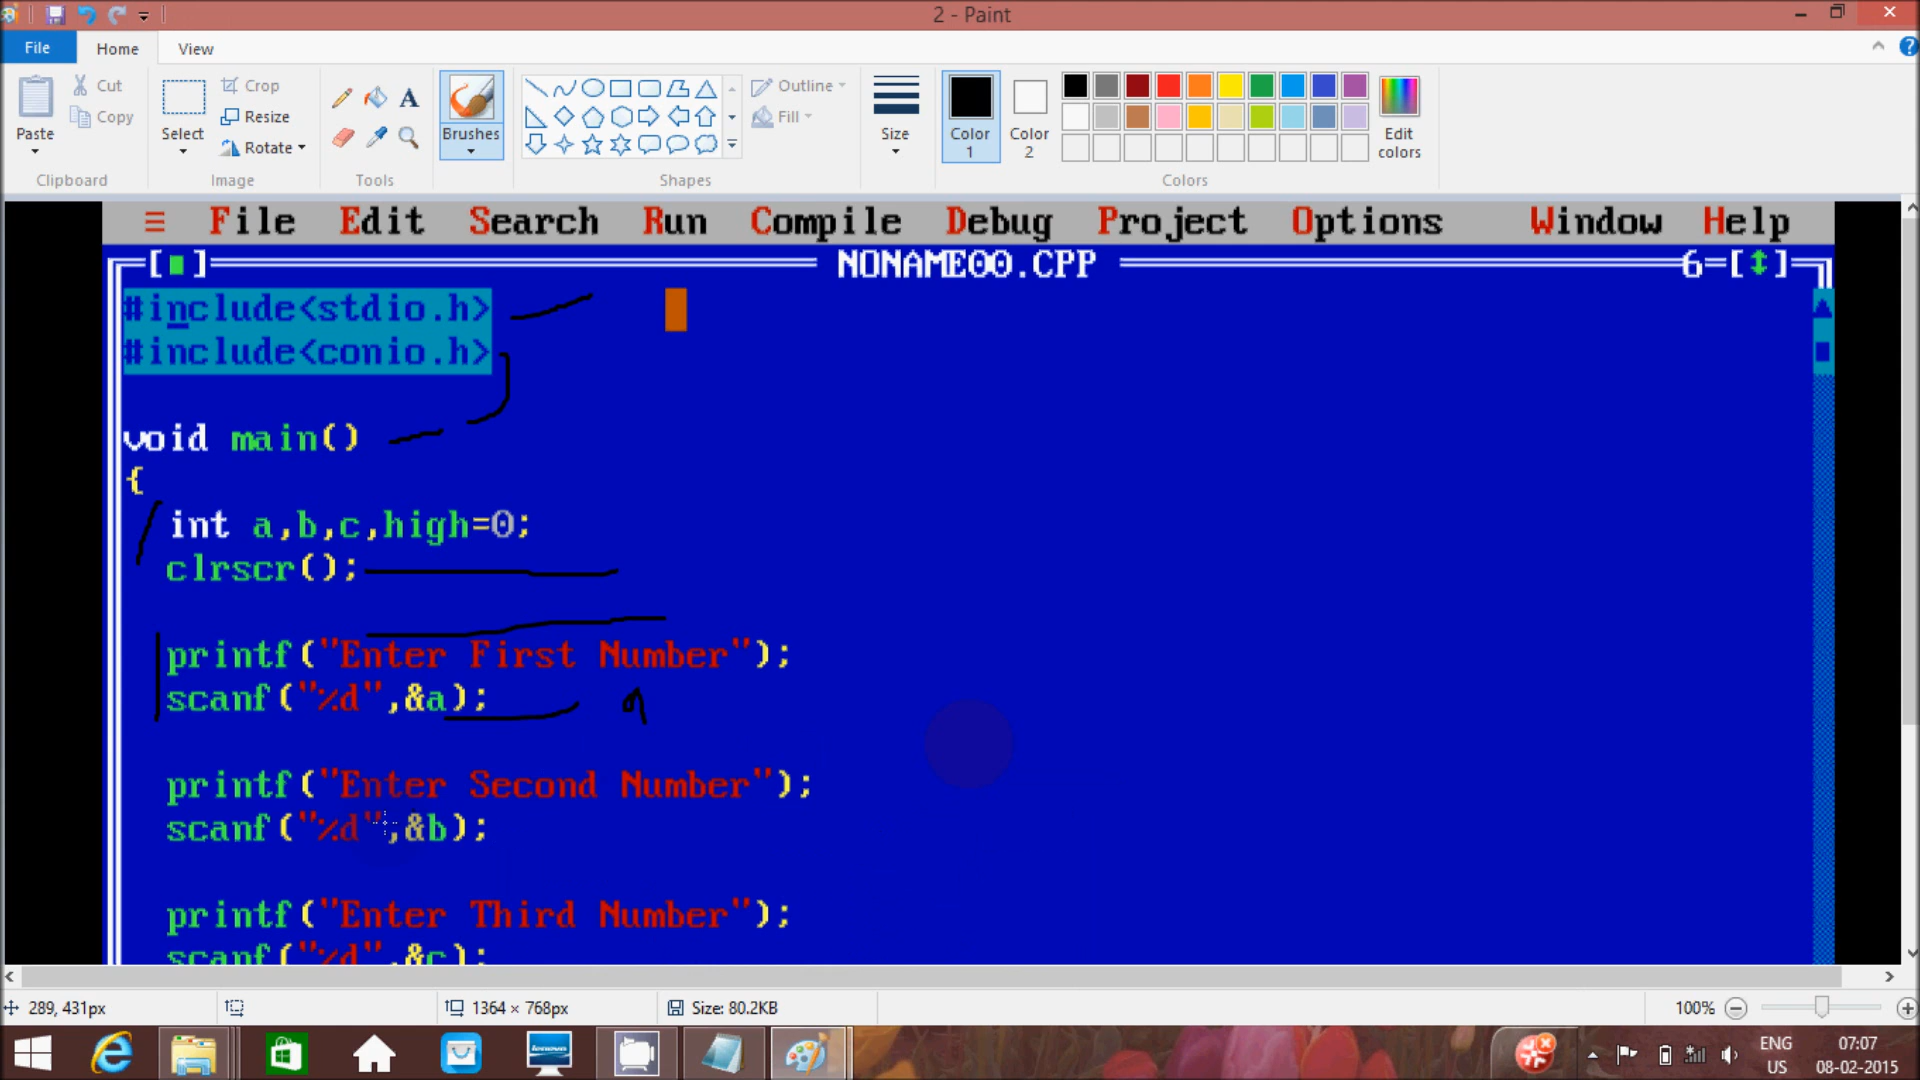 2 - Paint
File Home View
Paste
Cut
Copy
Clipboard
Select
Crop
Resize
Rotate
Image
Tools
Brushes
Shapes
Outline
Fill
Size
Color 1
Color 2
Edit colors
Colors
File Edit Search Run Compile Debug Project Options Window Help
[■] NONAME00.CPP 6=[↕]
#include<stdio.h>
#include<conio.h>
void main()
{
int a,b,c,high=0;
clrscr();
printf("Enter First Number");
scanf("%d",&a);
printf("Enter Second Number");
scanf("%d",&b);
printf("Enter Third Number");
scanf("%d",&c);
289, 431px 1364 × 768px Size: 80.2KB 100%
lenovo
ENG 07:07
US 08-02-2015